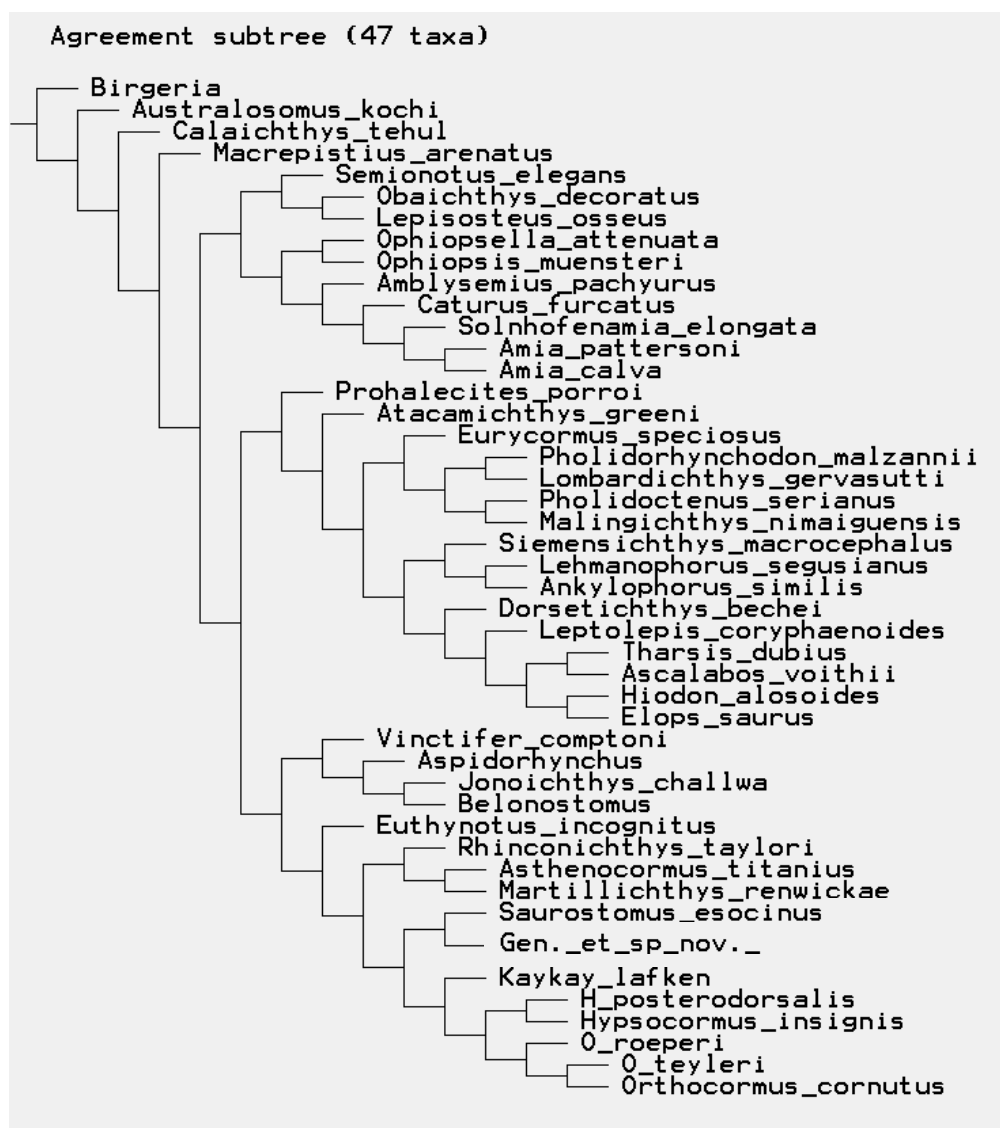 Agreement subtree (47 taxa)
Birgeria
Australosomus_kochi
Calaichthys_tehul
Macrepistius_arenatus
Semionotus_elegans
Obaichthys_decoratus
Lepisosteus_osseus
Ophiopsella_attenuata
Ophiopsis_muensteri
Amblysemius_pachyurus
Caturus_furcatus
Solnhofenamia_elongata
Amia_pattersoni
Amia_calva
Prohalecites_porroi
Atacamichthys_greeni
Eurycormus_speciosus
Pholidorhynchodon_malzannii
Lombardichthys_gervasutti
Pholidoctenus_serianus
Malingichthys_nimaiguensis
Siemensichthys_macrocephalus
Lehmanophorus_segusianus
Ankylophorus_similis
Dorsetichthys_bechei
Leptolepis_coryphaenoides
Tharsis_dubius
Ascalabos_voithii
Hiodon_alosoides
Elops_saurus
Vinctifer_comptoni
Aspidorhynchus
Jonoichthys_challwa
Belonostomus
Euthynotus_incognitus
Rhinconichthys_taylori
Asthenocormus_titanius
Martillichthys_renwickae
Saurostomus_esocinus
Gen._et_sp_nov._
Kaykay_lafken
H_posterodorsalis
Hypsocormus_insignis
O_roeperi
O_teyleri
Orthocormus_cornutus